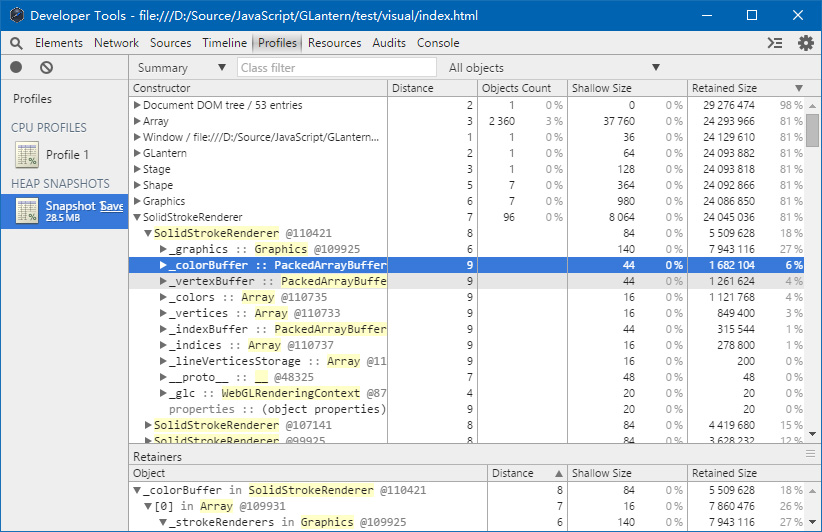 Developer Tools - file:///D:/Source/JavaScript/GLantern/test/visual/index.html
Elements Network Sources Timeline Profiles Resources Audits Console
Summary ▼ Class filter All objects ▼
Profiles
CPU PROFILES
Profile 1
HEAP SNAPSHOTS
Snapshot 1 Save
28.5 MB
Constructor Distance Objects Count Shallow Size Retained Size ▼
▶Document DOM tree / 53 entries 2 1 0 % 0 0 % 29 276 474 98 %
▶Array 3 2 360 3 % 37 760 0 % 24 293 966 81 %
▶Window / file:///D:/Source/JavaScript/GLantern... 1 1 0 % 36 0 % 24 129 610 81 %
▶GLantern 2 1 0 % 64 0 % 24 093 882 81 %
▶Stage 3 1 0 % 128 0 % 24 093 818 81 %
▶Shape 5 7 0 % 364 0 % 24 092 866 81 %
▶Graphics 6 7 0 % 980 0 % 24 086 850 81 %
▼SolidStrokeRenderer 7 96 0 % 8 064 0 % 24 045 036 81 %
▼SolidStrokeRenderer @110421 8 84 0 % 5 509 628 18 %
▶_graphics :: Graphics @109925 6 140 0 % 7 943 116 27 %
▶_colorBuffer :: PackedArrayBuffer 9 44 0 % 1 682 104 6 %
▶_vertexBuffer :: PackedArrayBuffe 9 44 0 % 1 261 624 4 %
▶_colors :: Array @110735 9 16 0 % 1 121 768 4 %
▶_vertices :: Array @110733 9 16 0 % 849 400 3 %
▶_indexBuffer :: PackedArrayBuffer 9 44 0 % 315 544 1 %
▶_indices :: Array @110737 9 16 0 % 278 800 1 %
▶_lineVerticesStorage :: Array @11 9 16 0 % 200 0 %
▶__proto__ :: __ @48325 7 48 0 % 48 0 %
▶_glc :: WebGLRenderingContext @87 4 20 0 % 20 0 %
properties :: (object properties) 9 20 0 % 20 0 %
▶SolidStrokeRenderer @107141 8 84 0 % 4 419 680 15 %
▶SolidStrokeRenderer @99925 8 84 0 % 3 628 232 12 %
Retainers
Object Distance ▲ Shallow Size Retained Size
▼_colorBuffer in SolidStrokeRenderer @110421 8 84 0 % 5 509 628 18 %
▼[0] in Array @109931 7 16 0 % 7 860 476 26 %
▼_strokeRenderers in Graphics @109925 6 140 0 % 7 943 116 27 %